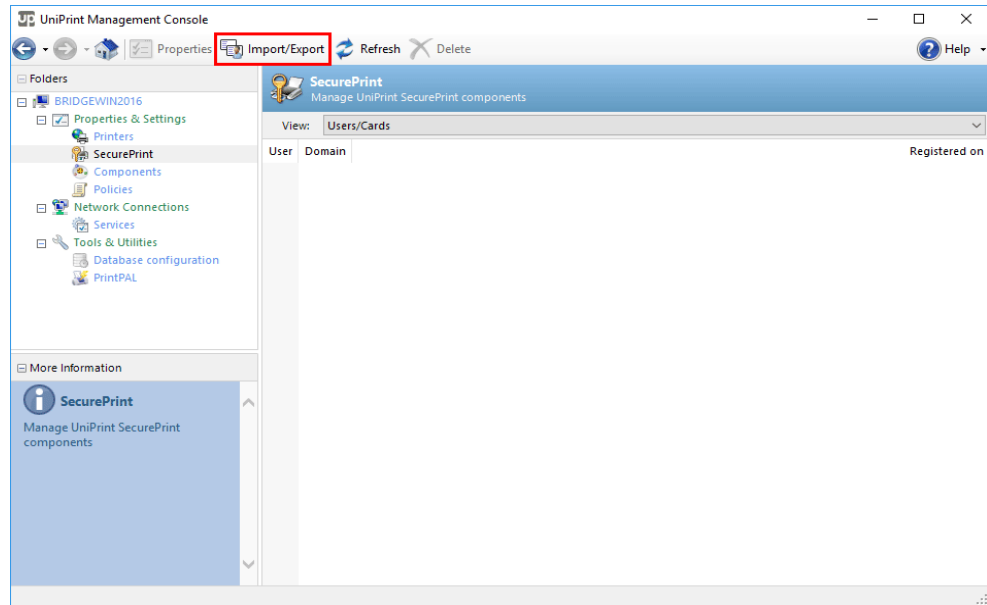 UP UniPrint Management Console
Properties Import/Export Refresh Delete Help
Folders
BRIDGEWIN2016
Properties & Settings
Printers
SecurePrint
Components
Policies
Network Connections
Services
Tools & Utilities
Database configuration
PrintPAL
More Information
SecurePrint
Manage UniPrint SecurePrint
components
SecurePrint
Manage UniPrint SecurePrint components
View: Users/Cards
User Domain Registered on